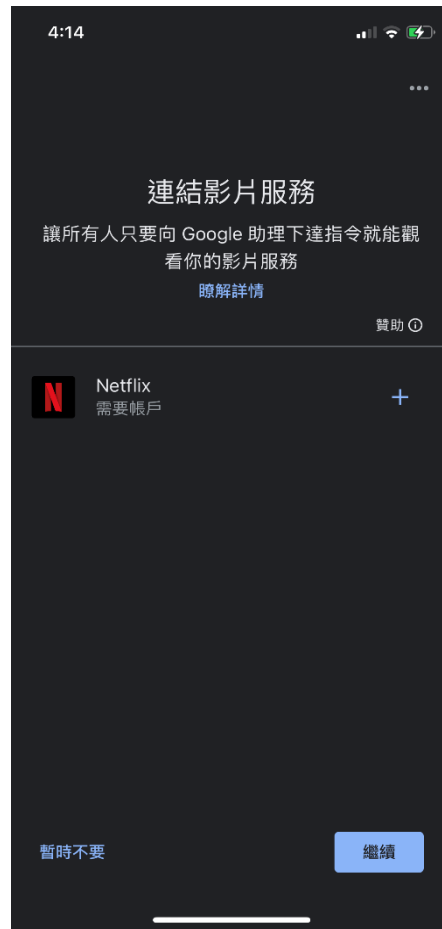 4:14
連結影片服務
讓所有人只要向 Google 助理下達指令就能觀
看你的影片服務
瞭解詳情
贊助
N
Netflix
需要帳戶
暫時不要
繼續